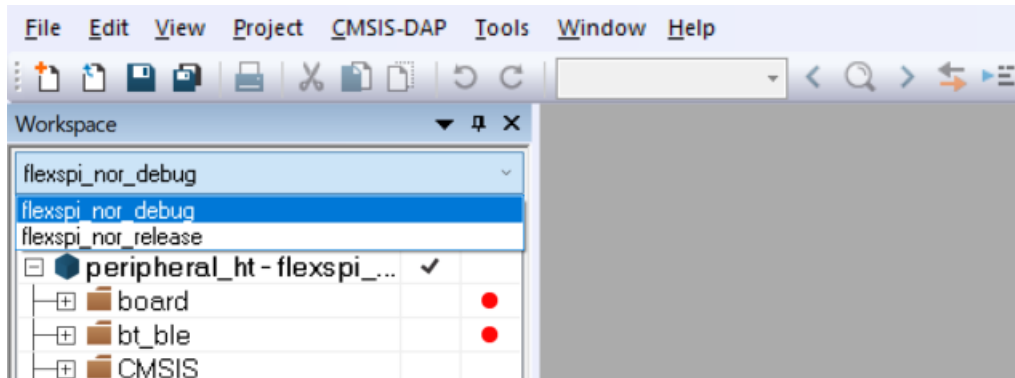 File Edit View Project CMSIS-DAP Tools Window Help
Workspace
flexspi_nor_debug
flexspi_nor_debug
flexspi_nor_release
peripheral_ht - flexspi_...
board
bt_ble
CMSIS